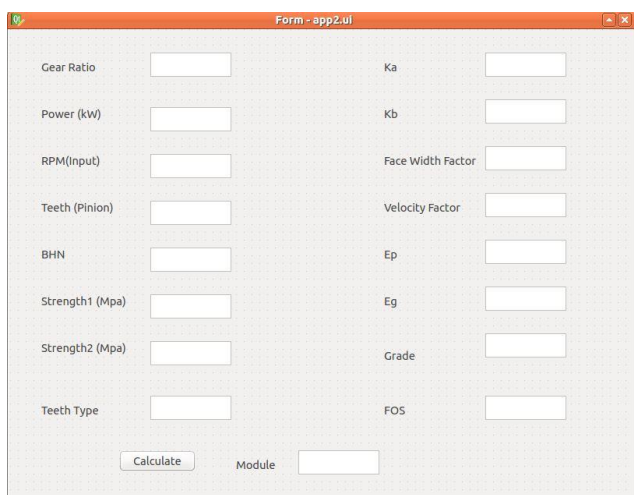 Form - app2.ui
Gear Ratio
Ka
Power (kW)
Kb
RPM(Input)
Face Width Factor
Teeth (Pinion)
Velocity Factor
BHN
Ep
Strength1 (Mpa)
Eg
Strength2 (Mpa)
Grade
Teeth Type
FOS
Calculate
Module